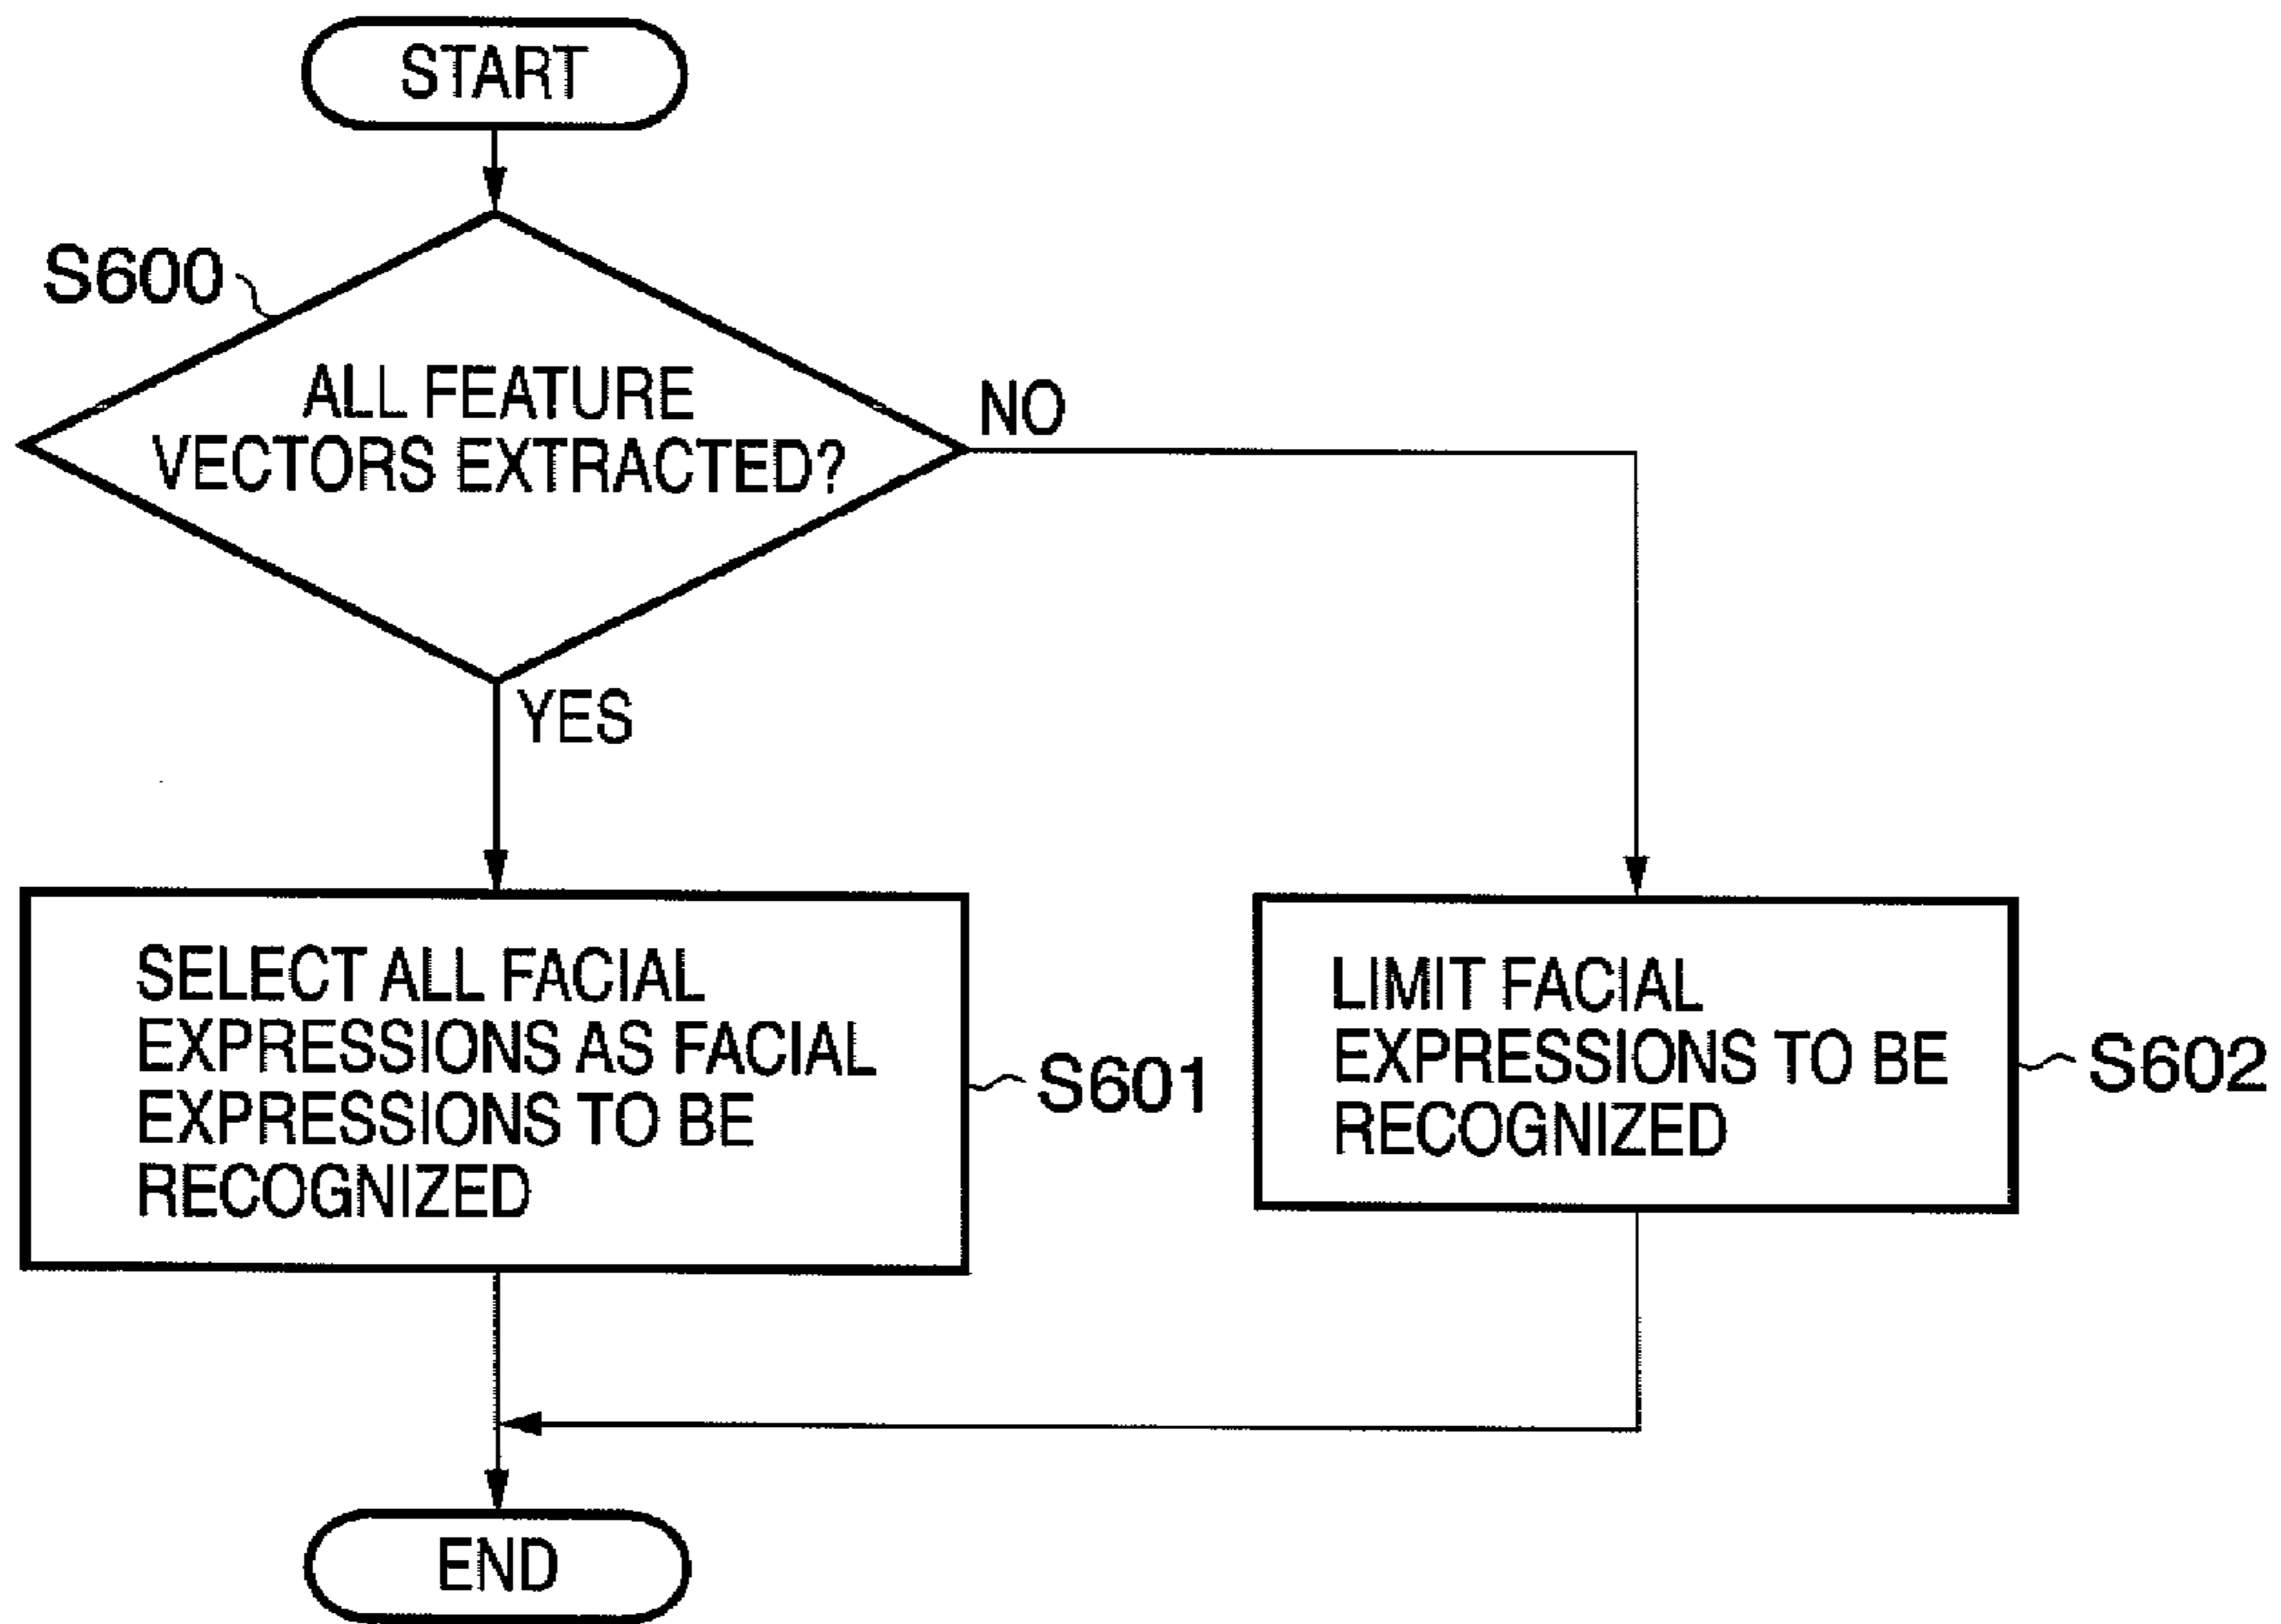 START
S600
ALL FEATURE
VECTORS EXTRACTED?
NO
YES
SELECT ALL FACIAL
EXPRESSIONS AS FACIAL
EXPRESSIONS TO BE
RECOGNIZED
S601
LIMIT FACIAL
EXPRESSIONS TO BE
RECOGNIZED
S602
END